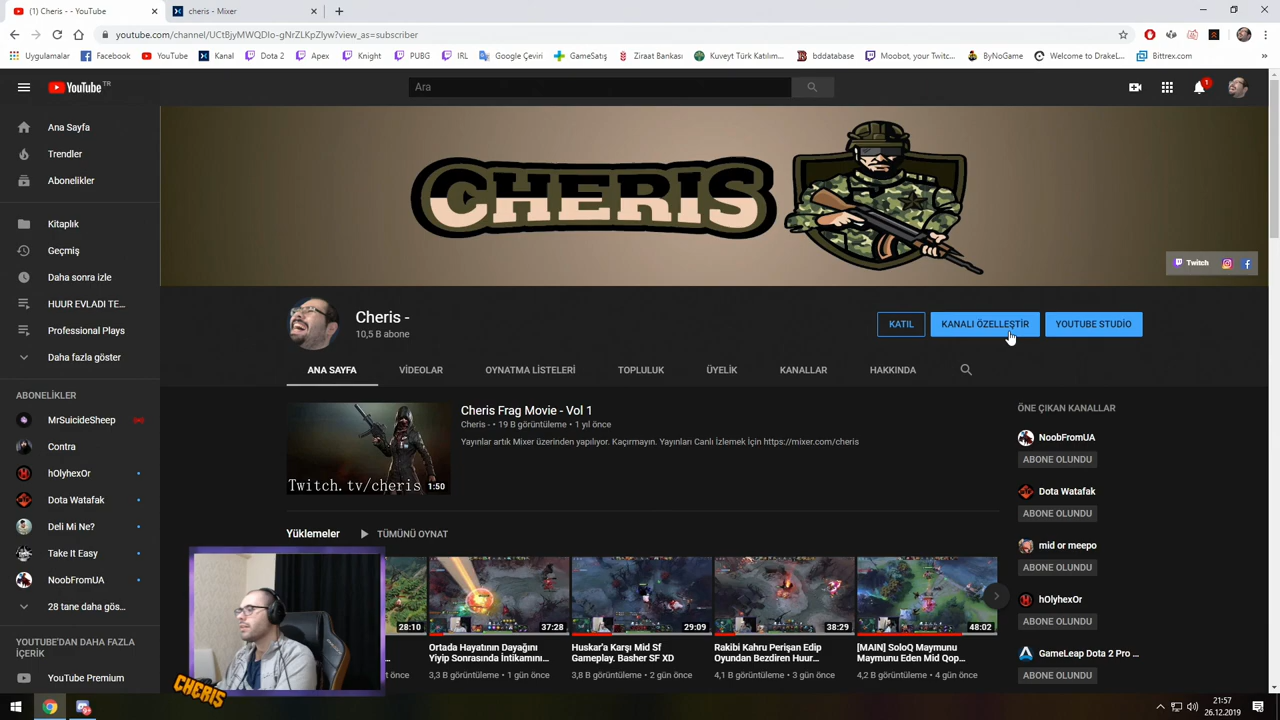 (1) Cheris - YouTube
Cheris
youtube.com/channel/UCtBjyMWQDIo-gNrZLKpZlyw?view_as=subscriber
Uygulamalar
Facebook
YouTube
Kanal
Dota 2
Apex
Knight
PUBG
IRL
Google Çeviri
GameSatış
Ziraat Bankası
Kuveyt Türk Katılım...
bddatabase
Moobot, your Twitc...
ByNoGame
Welcome to DrakeL...
Bittrex.com
YouTube TR
Ara
1
Ana Sayfa
Trendler
Abonelikler
Kitaplık
Geçmiş
Daha sonra izle
HUUR EVLADI TE...
Professional Plays
Daha fazla göster
ABONELİKLER
MrSuicideSheep
Contra
hOlyhexOr
Dota Watafak
Deli Mi Ne?
Take It Easy
NoobFromUA
28 tane daha gös...
YOUTUBE'DAN DAHA FAZLA
İÇERİK
YouTube Premium
CHERIS
Twitch
Cheris -
10,5 B abone
KATIL
KANALI ÖZELLEŞTİR
YOUTUBE STUDIO
ANA SAYFA
VİDEOLAR
OYNATMA LİSTELERİ
TOPLULUK
ÜYELİK
KANALLAR
HAKKINDA
Twitch.tv/cheris
1:50
Cheris Frag Movie - Vol 1
Cheris - • 19 B görüntüleme • 1 yıl önce
Yayınlar artık Mixer üzerinden yapılıyor. Kaçırmayın. Yayınları Canlı İzlemek İçin https://mixer.com/cheris
Yüklemeler
TÜMÜNÜ OYNAT
28:10
37:28
29:09
38:29
48:02
Ortada Hayatının Dayağını
Yiyip Sonrasında İntikamını...
Huskar'a Karşı Mid Sf
Gameplay. Basher SF XD
Rakibi Kahru Perişan Edip
Oyundan Bezdiren Huur...
[MAIN] SoloQ Maymunu
Maymunu Eden Mid Qop...
önce
3,3 B görüntüleme • 1 gün önce
3,8 B görüntüleme • 2 gün önce
4,1 B görüntüleme • 3 gün önce
4,2 B görüntüleme • 4 gün önce
ÖNE ÇIKAN KANALLAR
NoobFromUA
ABONE OLUNDU
Dota Watafak
ABONE OLUNDU
mid or meepo
ABONE OLUNDU
hOlyhexOr
ABONE OLUNDU
GameLeap Dota 2 Pro ...
ABONE OLUNDU
CHERIS
21:57
26.12.2019